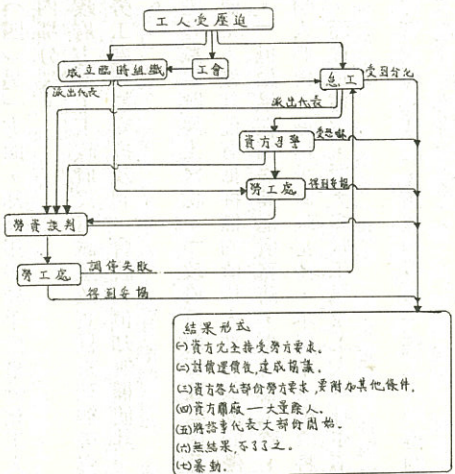 工人受壓迫
成立臨時組織
工會
怠工
受到分化
派出代表
派出代表
資方召警
受恐嚇
勞工處
得到妥協
勞資談判
勞工處
調停失敗
得到妥協
結果形式
(一)資方完全接受勞方要求。
(二)討價還價後,達成協議。
(三)資方答允部份勞方要求,要附加其他條件。
(四)資方關廠一大量廢人。
(五)將諮事代表大部份開始。
(六)無結果,不了了之。
(七)暴動。